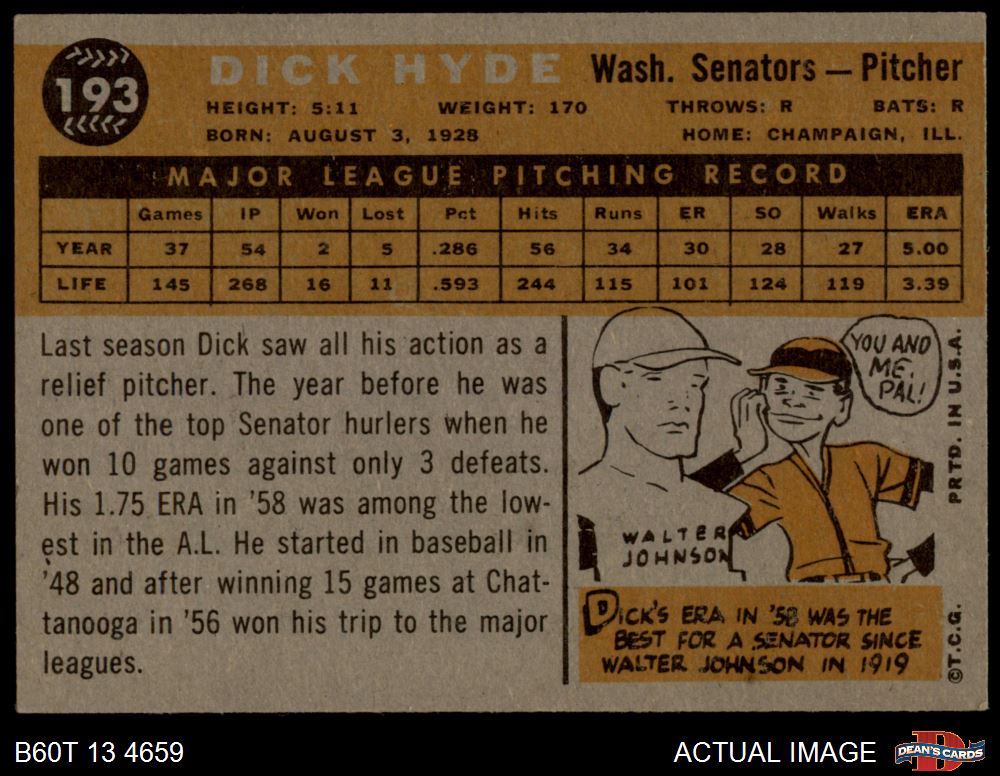 193
DICK HYDE Wash. Senators — Pitcher
HEIGHT: 5:11 WEIGHT: 170 THROWS: R BATS: R
BORN: AUGUST 3, 1928 HOME: CHAMPAIGN, ILL.
MAJOR LEAGUE PITCHING RECORD
Games IP Won Lost Pct Hits Runs ER SO Walks ERA
YEAR 37 54 2 5 .286 56 34 30 28 27 5.00
LIFE 145 268 16 11 .593 244 115 101 124 119 3.39
Last season Dick saw all his action as a
relief pitcher. The year before he was
one of the top Senator hurlers when he
won 10 games against only 3 defeats.
His 1.75 ERA in '58 was among the low-
est in the A.L. He started in baseball in
'48 and after winning 15 games at Chat-
tanooga in '56 won his trip to the major
leagues.
YOU AND
ME,
PAL!
WALTER
JOHNSON
DICK'S ERA IN '58 WAS THE
BEST FOR A SENATOR SINCE
WALTER JOHNSON IN 1919
PRTD. IN U.S.A.
©T.C.G.
B60T 13 4659
ACTUAL IMAGE
DEAN'S CARDS